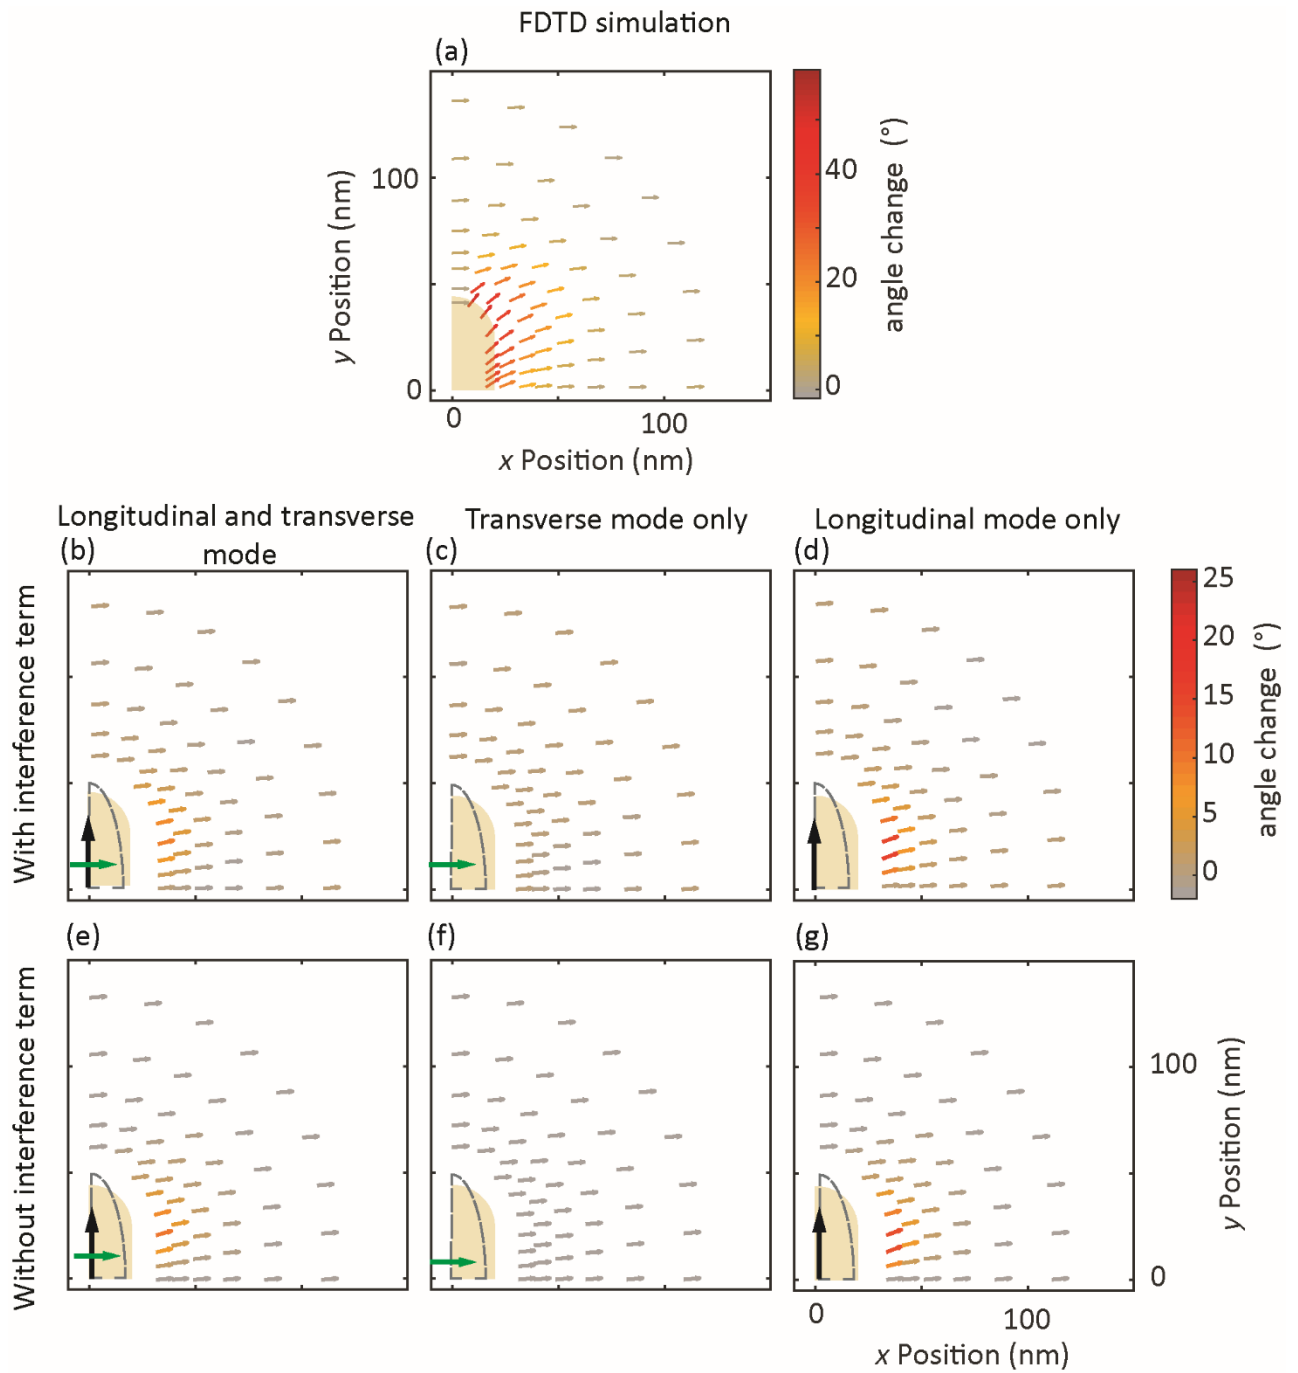 FDTD simulation
(a)
angle change (°)
40
20
0
y Position (nm)
100
0
0
100
x Position (nm)
Longitudinal and transverse
mode
Transverse mode only
Longitudinal mode only
(b)
(c)
(d)
With interference term
25
20
15
10
5
0
angle change (°)
(e)
(f)
(g)
Without interference term
100
0
y Position (nm)
0
100
x Position (nm)